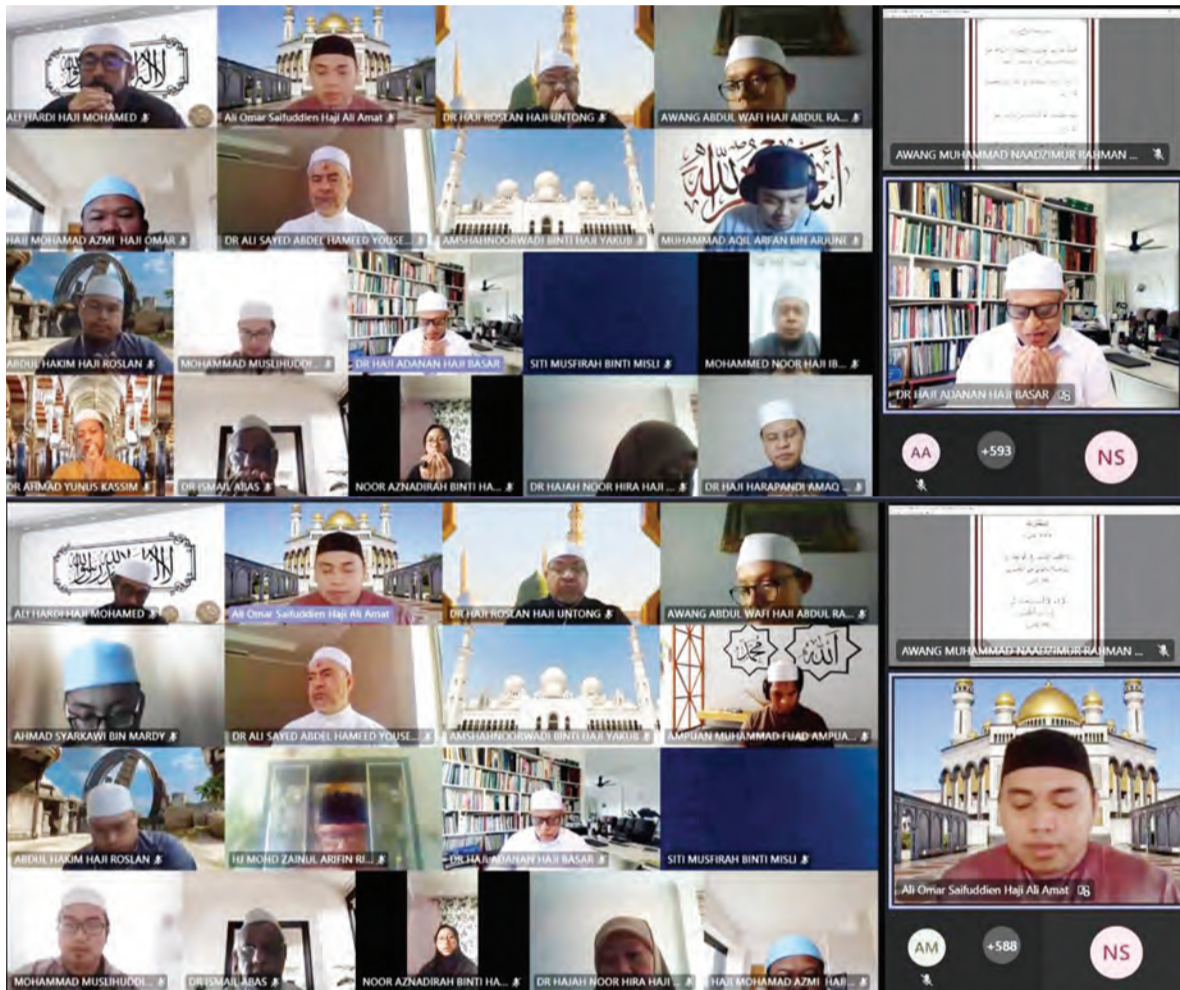 ALI HARDI HAJI MOHAMED
Ali Omar Saifuddien Haji Ali Amat
DR HAJI ROSLAN HAJI UNTONG
AWANG ABDUL WAFI HAJI ABDUL RA...
AWANG MUHAMMAD NAADZIMUR RAHMAN ...
HAJI MOHAMAD AZMI HAJI OMAR
DR ALI SAYED ABDEL HAMEED YOUSE...
AMSHAHNOORWADI BINTI HAJI YAKUB
MUHAMMAD AQIL ARFAN BIN ARJUNE
ABDUL HAKIM HAJI ROSLAN
MOHAMMAD MUSLIHUDDI...
DR HAJI ADANAN HAJI BASAR
SITI MUSFIRAH BINTI MISLI
MOHAMMED NOOR HAJI IB...
DR HAJI ADANAN HAJI BASAR
DR AHMAD YUNUS KASSIM
DR ISMAIL ABAS
NOOR AZNADIRAH BINTI HA...
DR HAJAH NOOR HIRA HAJI ...
DR HAJI HARAPANDI AMAQ ...
AA
+593
NS
ALI HARDI HAJI MOHAMED
Ali Omar Saifuddien Haji Ali Amat
DR HAJI ROSLAN HAJI UNTONG
AWANG ABDUL WAFI HAJI ABDUL RA...
AWANG MUHAMMAD NAADZIMUR RAHMAN ...
AHMAD SYARKAWI BIN MARDY
DR ALI SAYED ABDEL HAMEED YOUSE...
AMSHAHNOORWADI BINTI HAJI YAKUB
محمد
الله
AMPUAN MUHAMMAD FUAD AMPUA...
ABDUL HAKIM HAJI ROSLAN
HJ MOHD ZAINUL ARIFIN RI...
DR HAJI ADANAN HAJI BASAR
SITI MUSFIRAH BINTI MISLI
Ali Omar Saifuddien Haji Ali Amat
MOHAMMAD MUSLIHUDDI...
DR ISMAIL ABAS
NOOR AZNADIRAH BINTI HA...
DR HAJAH NOOR HIRA HAJI ...
HAJI MOHAMAD AZMI HAJI ...
AM
+588
NS